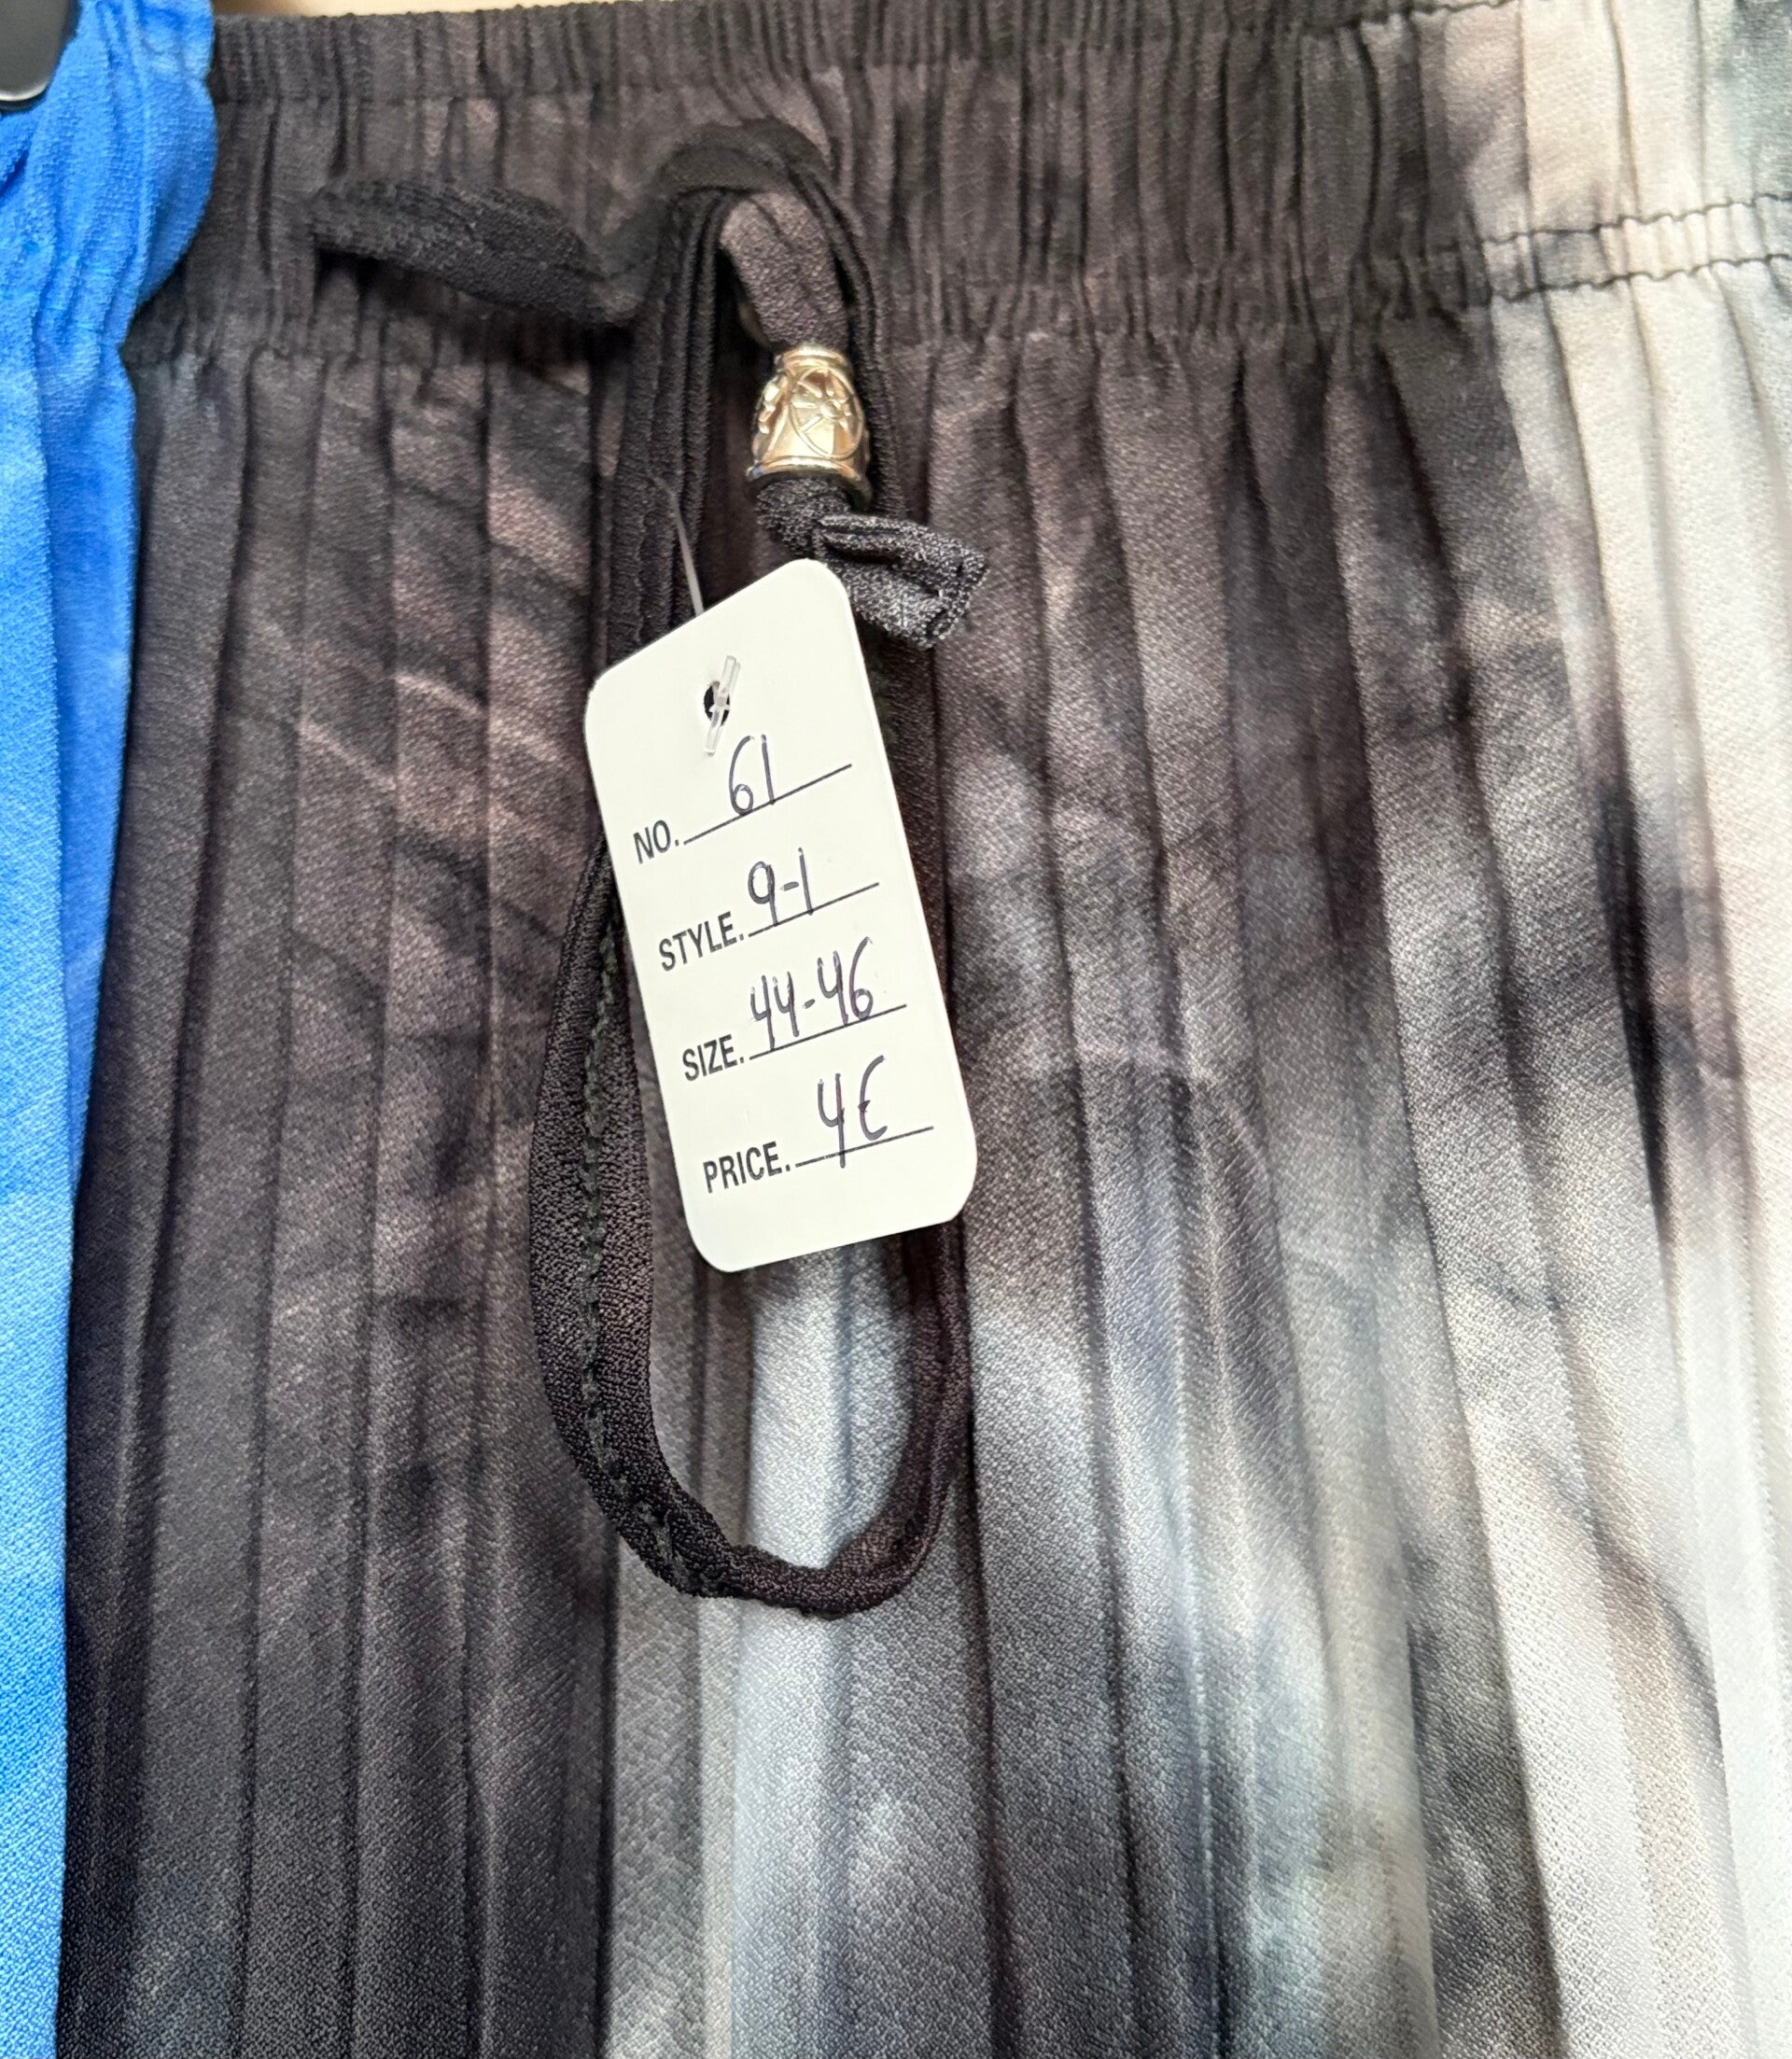 NO. 61
STYLE. 9-1
SIZE. 44-46
PRICE. 4€